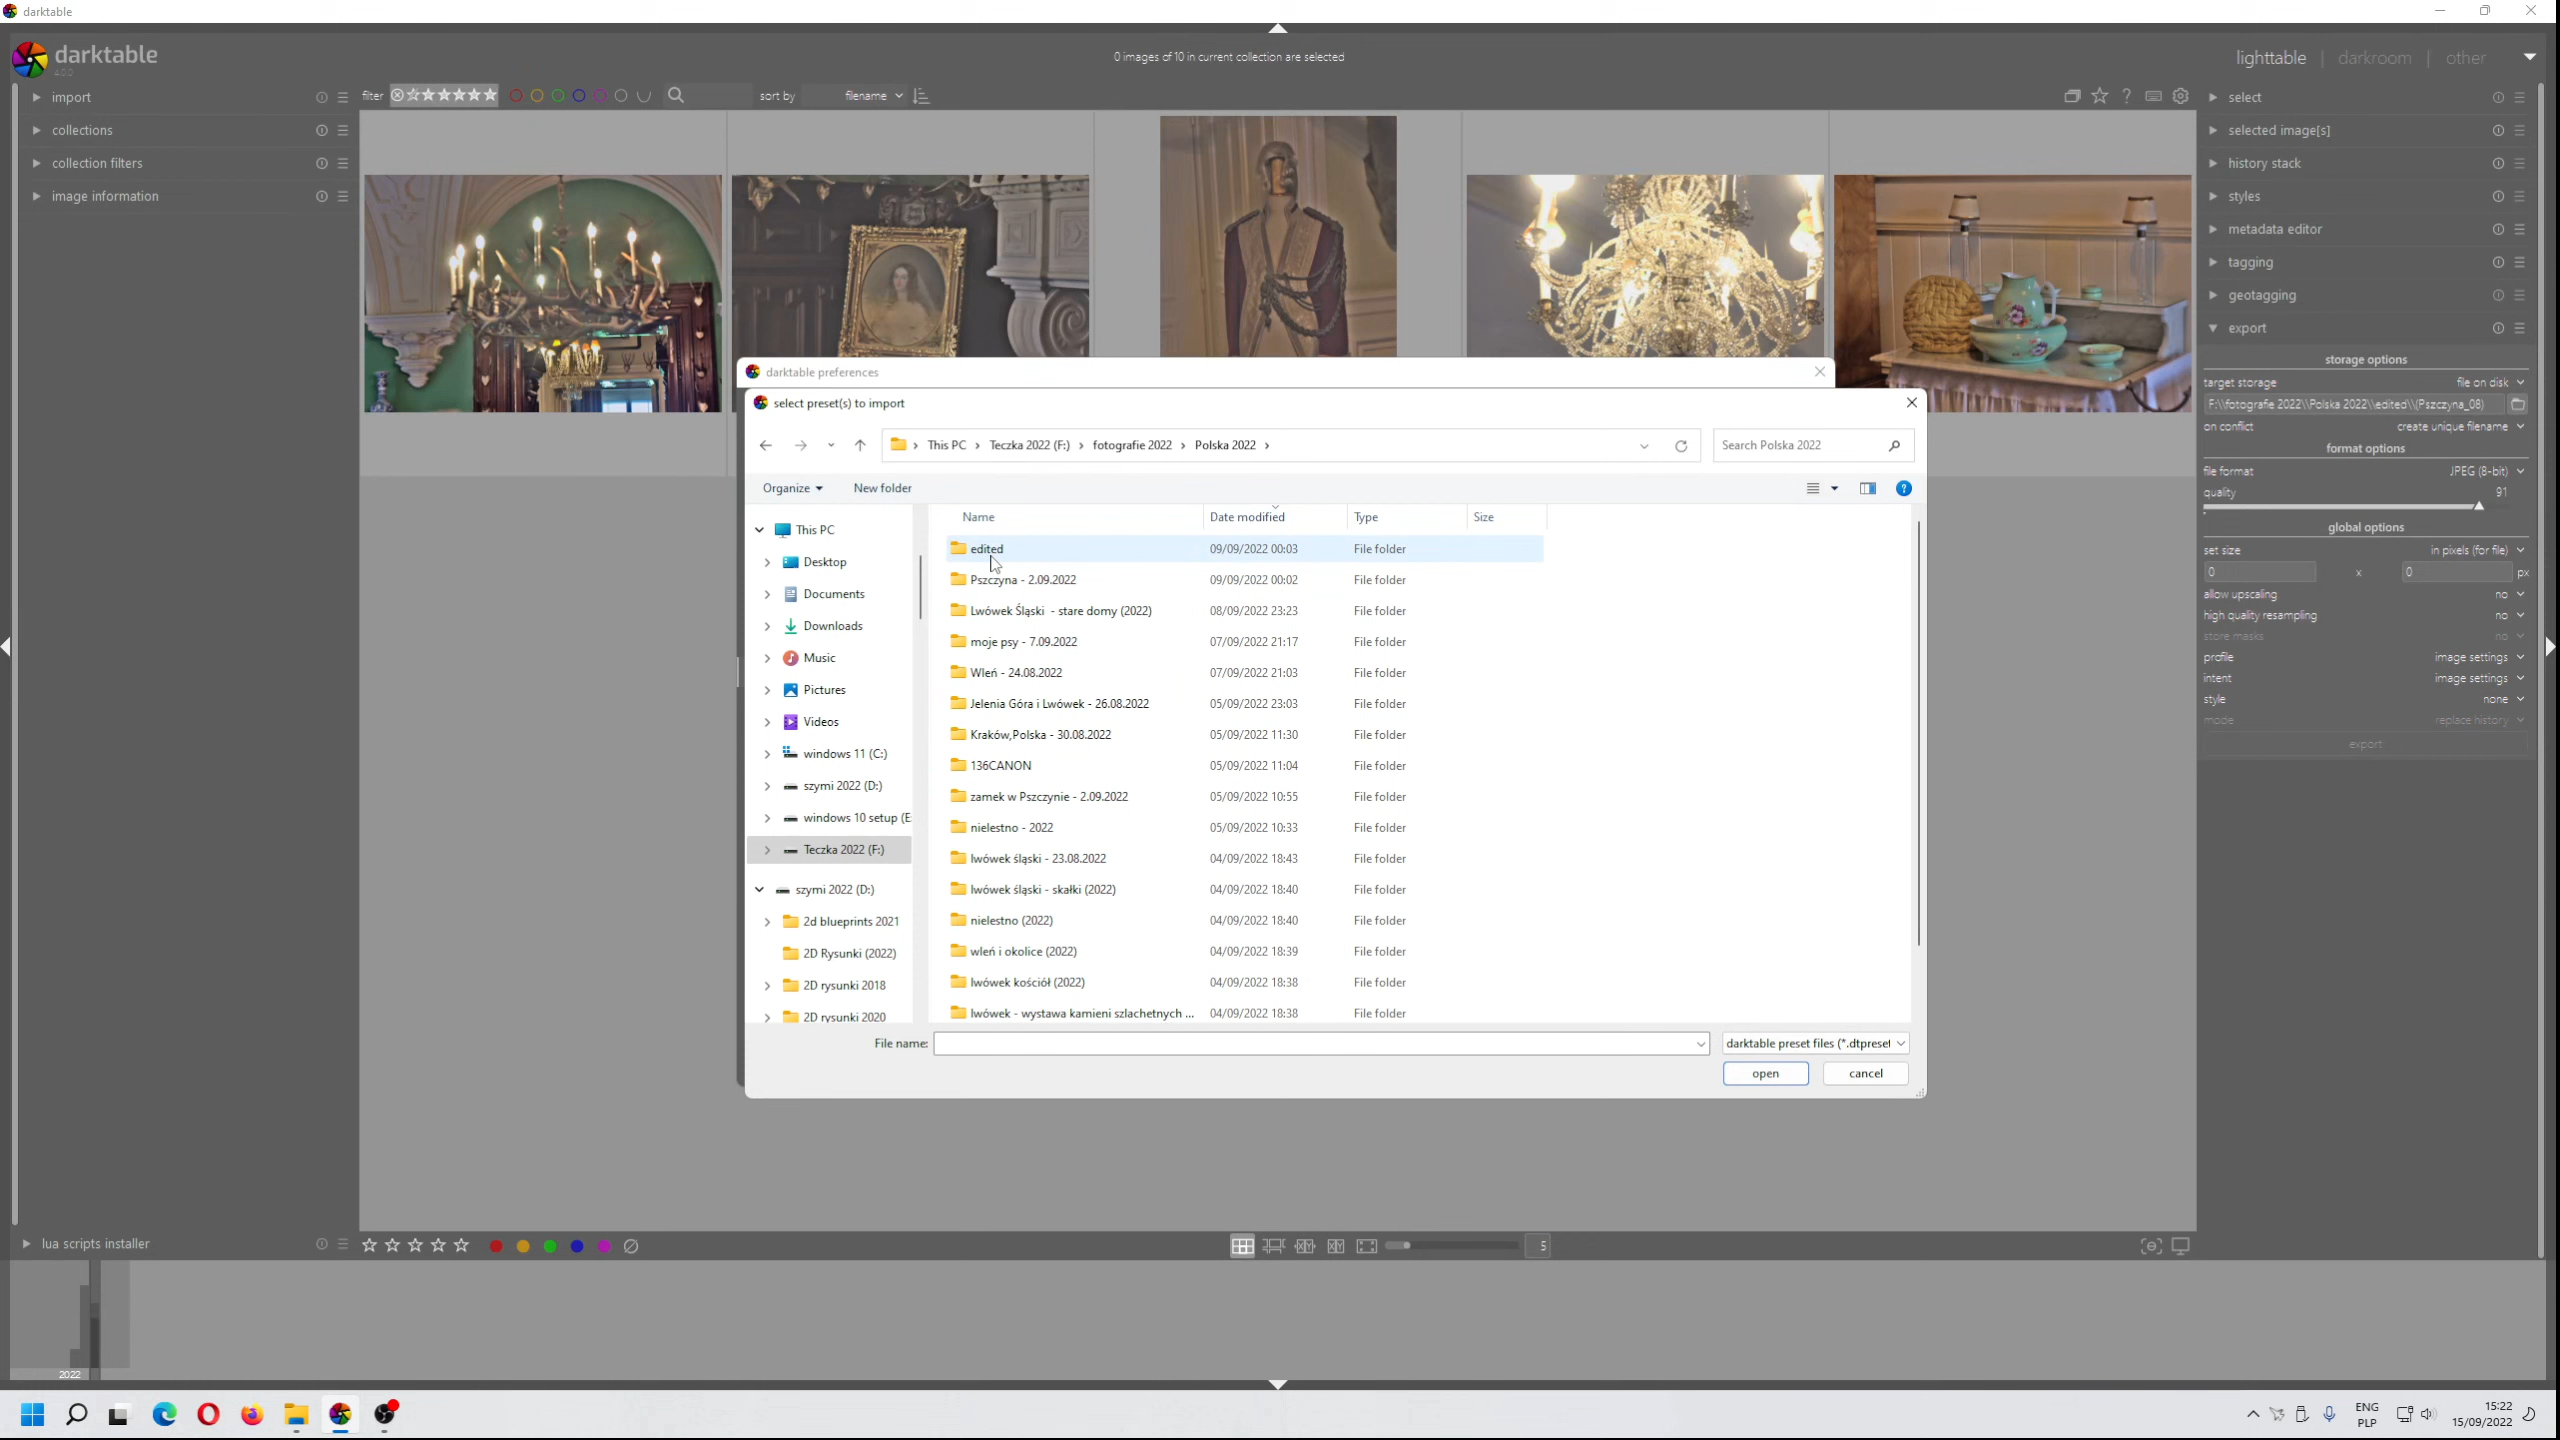 darktable
darktable
4.0.0
0 images of 10 in current collection are selected
lighttable | darkroom | other
import
collections
collection filters
image information
filter
sort by filename
select
selected image[s]
history stack
styles
metadata editor
tagging
geotagging
export
storage options
target storage file on disk
F:\\fotografie 2022\\Polska 2022\\edited\\(Pszczyna_08)
on conflict create unique filename
format options
file format JPEG (8-bit)
quality 91
global options
set size in pixels (for file)
0 x 0 px
allow upscaling no
high quality resampling no
store masks no
profile image settings
intent image settings
style none
mode replace history
export
darktable preferences
select preset(s) to import
This PC › Teczka 2022 (F:) › fotografie 2022 › Polska 2022 ›
Search Polska 2022
Organize New folder
This PC
Desktop
Documents
Downloads
Music
Pictures
Videos
windows 11 (C:)
szymi 2022 (D:)
windows 10 setup (E:
Teczka 2022 (F:)
szymi 2022 (D:)
2d blueprints 2021
2D Rysunki (2022)
2D rysunki 2018
2D rysunki 2020
Name Date modified Type Size
edited 09/09/2022 00:03 File folder
Pszczyna - 2.09.2022 09/09/2022 00:02 File folder
Lwówek Śląski - stare domy (2022) 08/09/2022 23:23 File folder
moje psy - 7.09.2022 07/09/2022 21:17 File folder
Wleń - 24.08.2022 07/09/2022 21:03 File folder
Jelenia Góra i Lwówek - 26.08.2022 05/09/2022 23:03 File folder
Kraków,Polska - 30.08.2022 05/09/2022 11:30 File folder
136CANON 05/09/2022 11:04 File folder
zamek w Pszczynie - 2.09.2022 05/09/2022 10:55 File folder
nielestno - 2022 05/09/2022 10:33 File folder
lwówek śląski - 23.08.2022 04/09/2022 18:43 File folder
lwówek śląski - skałki (2022) 04/09/2022 18:40 File folder
nielestno (2022) 04/09/2022 18:40 File folder
wleń i okolice (2022) 04/09/2022 18:39 File folder
lwówek kościół (2022) 04/09/2022 18:38 File folder
lwówek - wystawa kamieni szlachetnych ... 04/09/2022 18:38 File folder
File name:
darktable preset files (*.dtpreset
open cancel
lua scripts installer
5
2022
ENG
PLP
15:22
15/09/2022